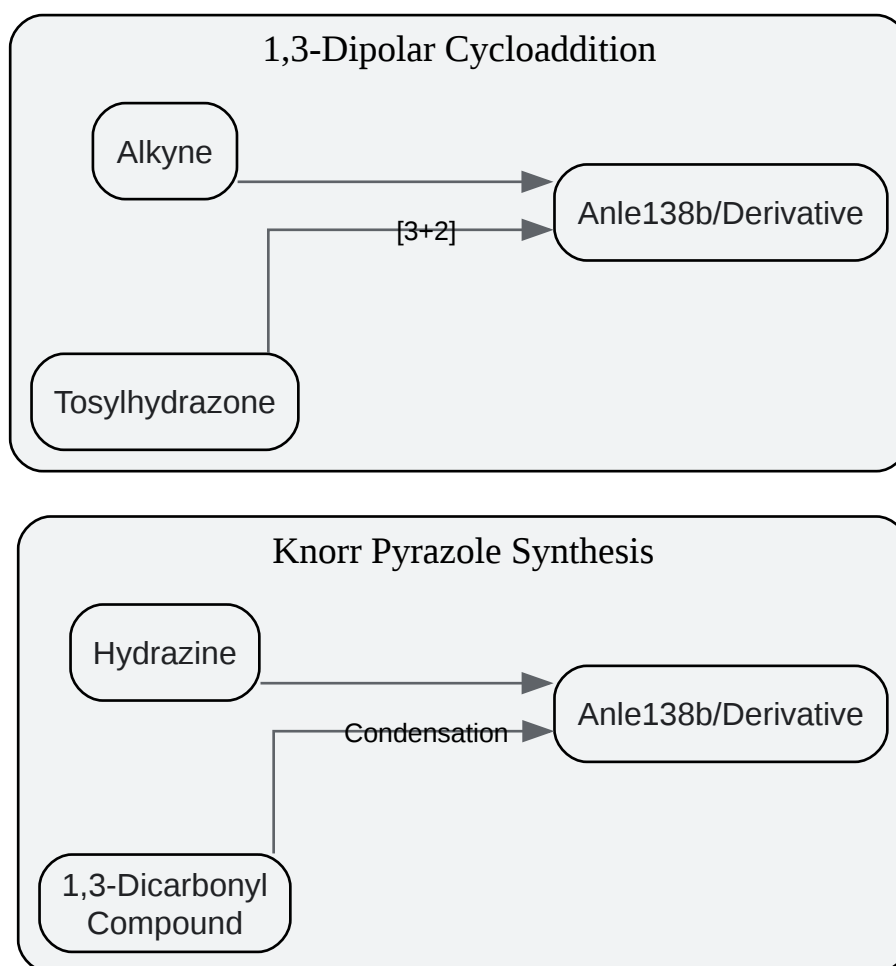 1,3-Dipolar Cycloaddition
Alkyne
Anle138b/Derivative
[3+2]
Tosylhydrazone
Knorr Pyrazole Synthesis
Hydrazine
Anle138b/Derivative
Condensation
1,3-Dicarbonyl
Compound